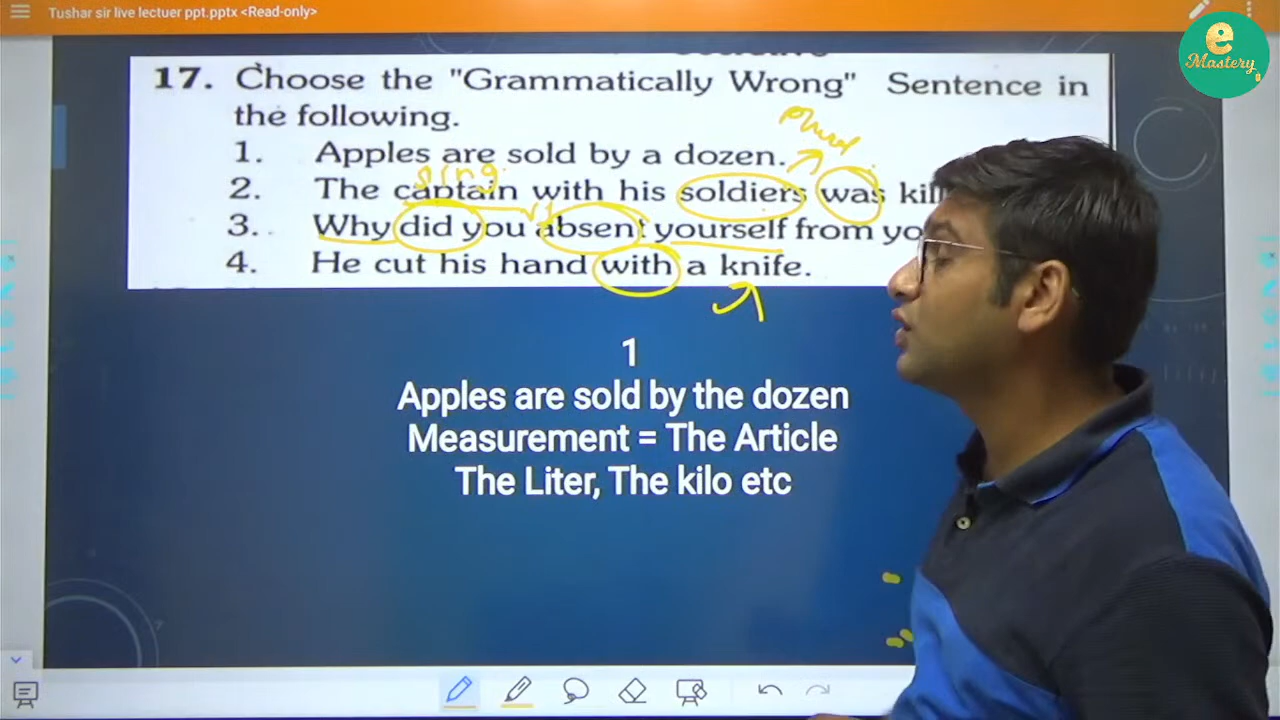 Tushar sir live lectuer ppt.pptx <Read-only>
e
Mastery
17. Choose the "Grammatically Wrong" Sentence in
the following.
1. Apples are sold by a dozen.
2. The captain with his soldiers was kil
3. Why did you absent yourself from yo
4. He cut his hand with a knife.
sing.
1
Apples are sold by the dozen
Measurement = The Article
The Liter, The kilo etc